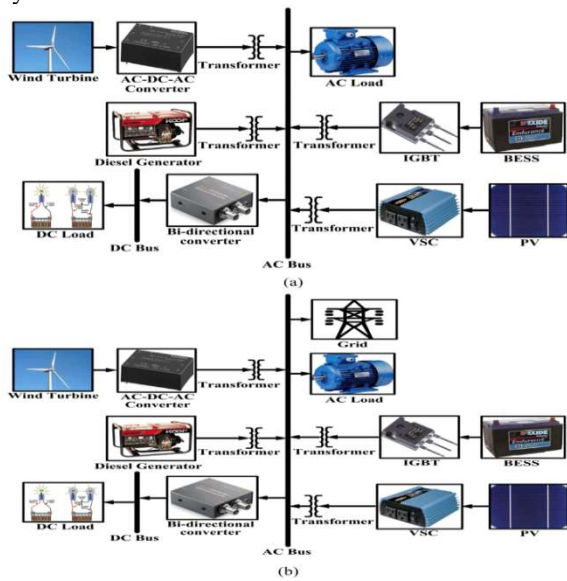 y
Wind Turbine
AC-DC-AC
Converter
Transformer
AC Load
Diesel Generator
Transformer
Transformer
IGBT
BESS
DC Load
DC Bus
Bi-directional
converter
Transformer
VSC
PV
AC Bus
(a)
Grid
Wind Turbine
AC-DC-AC
Converter
Transformer
AC Load
Diesel Generator
Transformer
Transformer
IGBT
BESS
DC Load
DC Bus
Bi-directional
converter
Transformer
VSC
PV
AC Bus
(b)